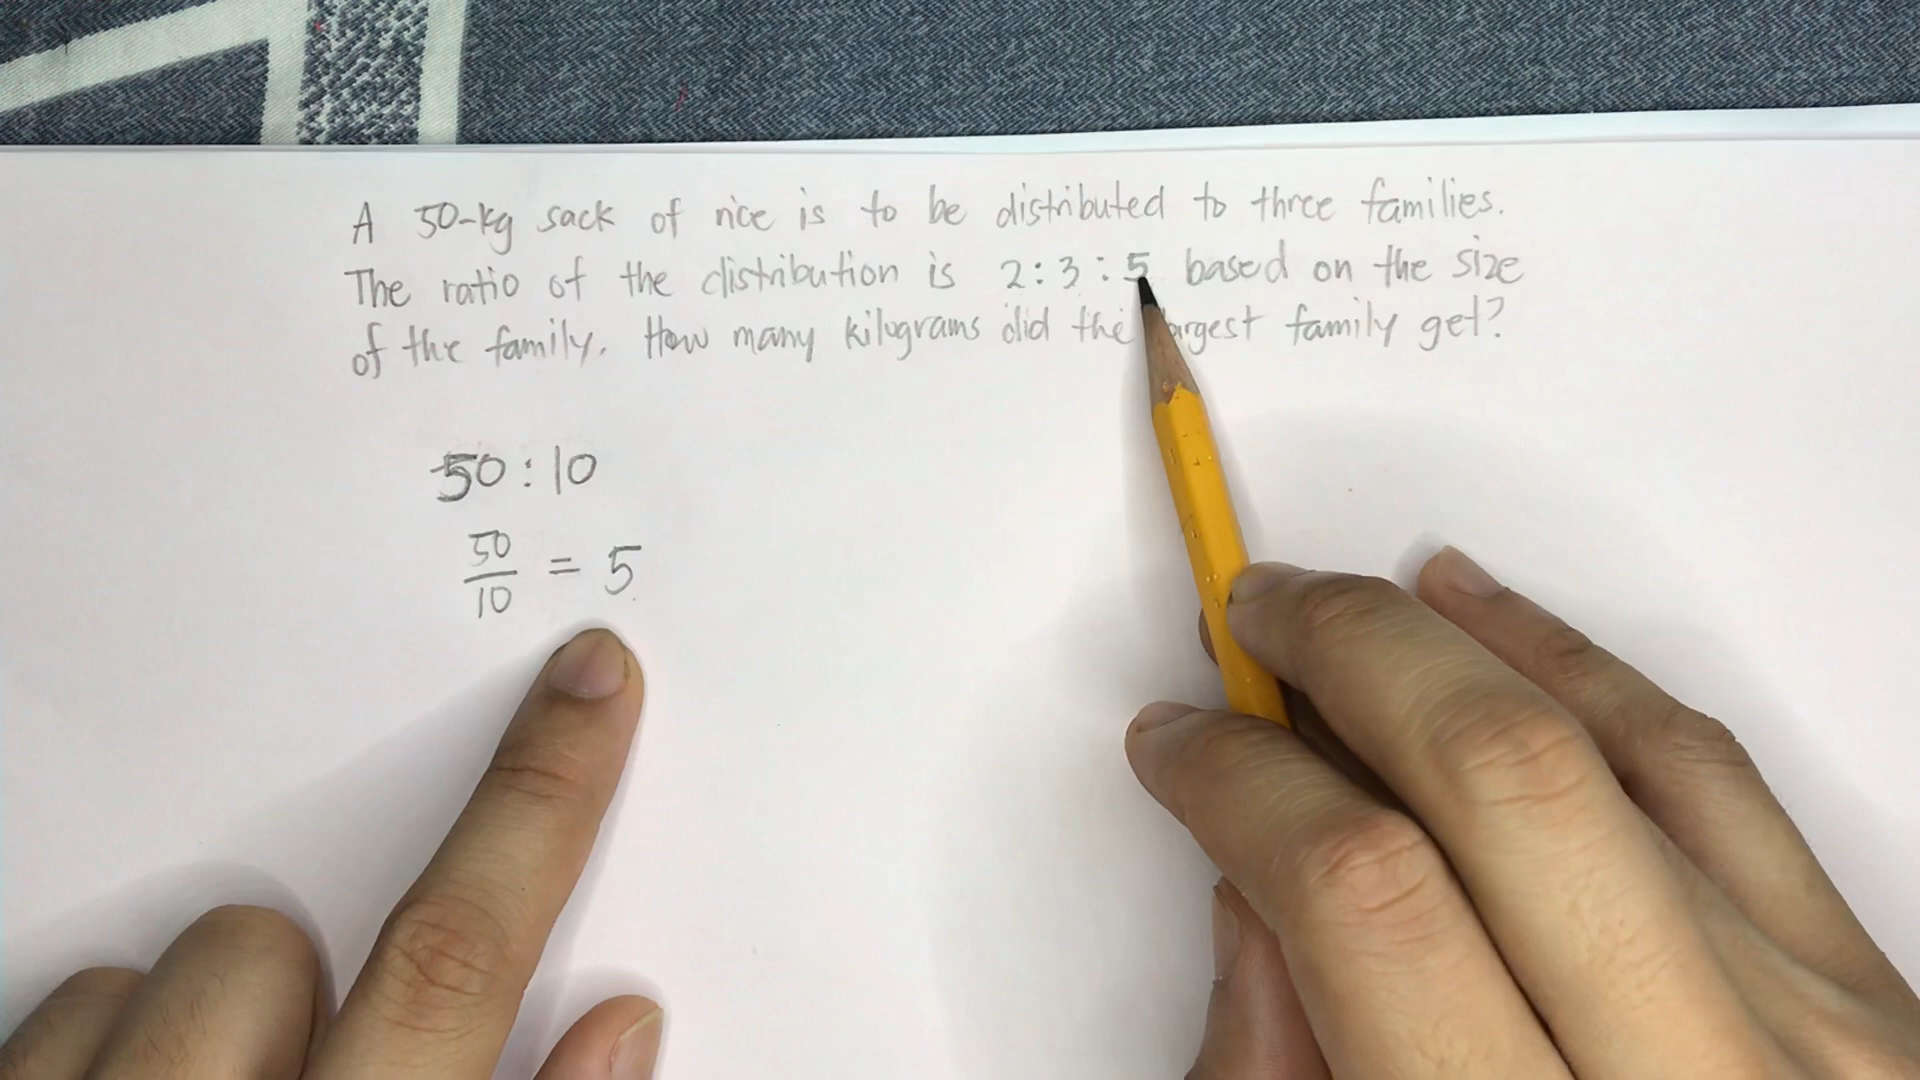 A 50-kg sack of rice is to be distributed to three families.
The ratio of the distribution is 2:3:5 based on the size
of the family. How many kilograms did the largest family get?
50:10
50/10 = 5